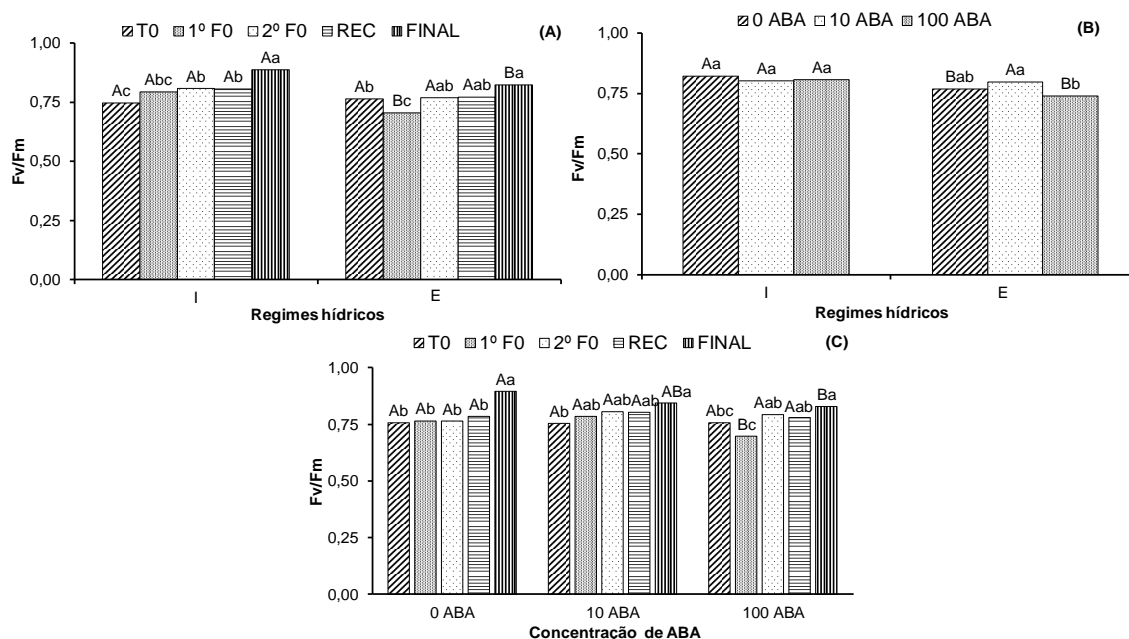 T0 1º F0 2º F0 REC FINAL (A)
1,00
0,75
0,50
0,25
0,00
Fv/Fm
Ac Abc Ab Ab Aa
Ab Bc Aab Aab Ba
I E
Regimes hídricos
0 ABA 10 ABA 100 ABA (B)
1,00
0,75
0,50
0,25
0,00
Fv/Fm
Aa Aa Aa
Bab Aa Bb
I E
Regimes hídricos
T0 1º F0 2º F0 REC FINAL (C)
1,00
0,75
0,50
0,25
0,00
Fv/Fm
Ab Ab Ab Ab Aa
Ab Aab Aab Aab ABa
Abc Bc Aab Aab Ba
0 ABA 10 ABA 100 ABA
Concentração de ABA